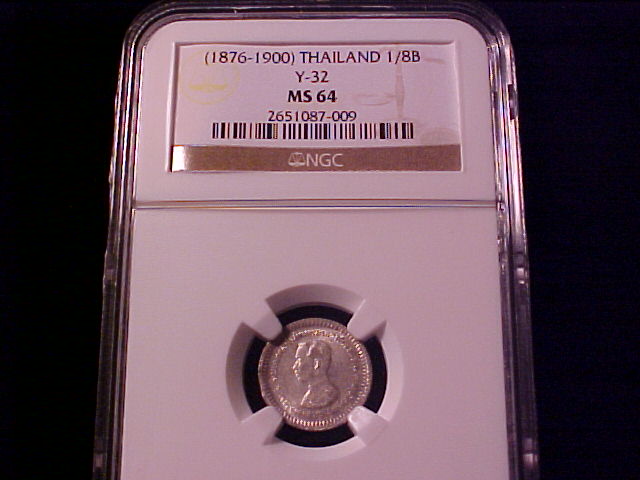 (1876-1900) THAILAND 1/8B
Y-32
MS 64
2651087-009
NGC